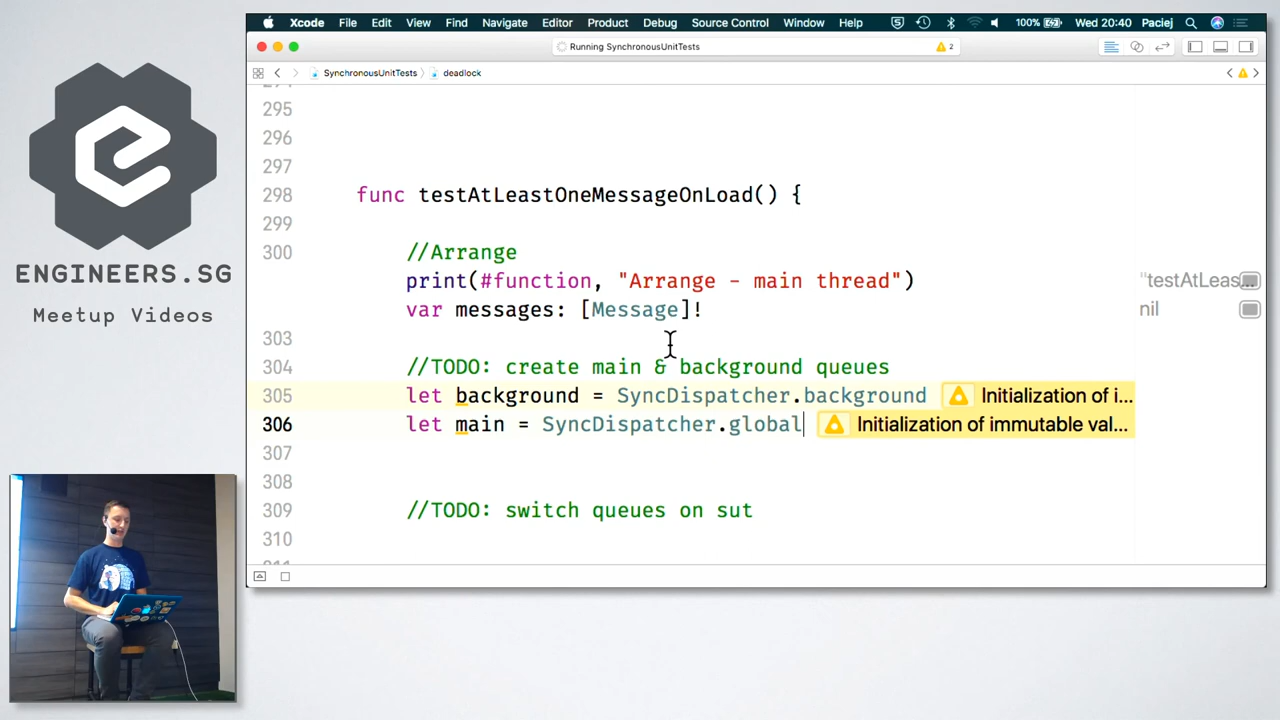 Xcode File Edit View Find Navigate Editor Product Debug Source Control Window Help 5 100% Wed 20:40 Paciej
Running SynchronousUnitTests 2
SynchronousUnitTests deadlock
295
296
297
298 func testAtLeastOneMessageOnLoad() {
299
300 //Arrange
print(#function, "Arrange - main thread") "testAtLeas...
var messages: [Message]! nil
303
304 //TODO: create main & background queues
305 let background = SyncDispatcher.background Initialization of i...
306 let main = SyncDispatcher.global Initialization of immutable val...
307
308
309 //TODO: switch queues on sut
310
ENGINEERS.SG
Meetup Videos